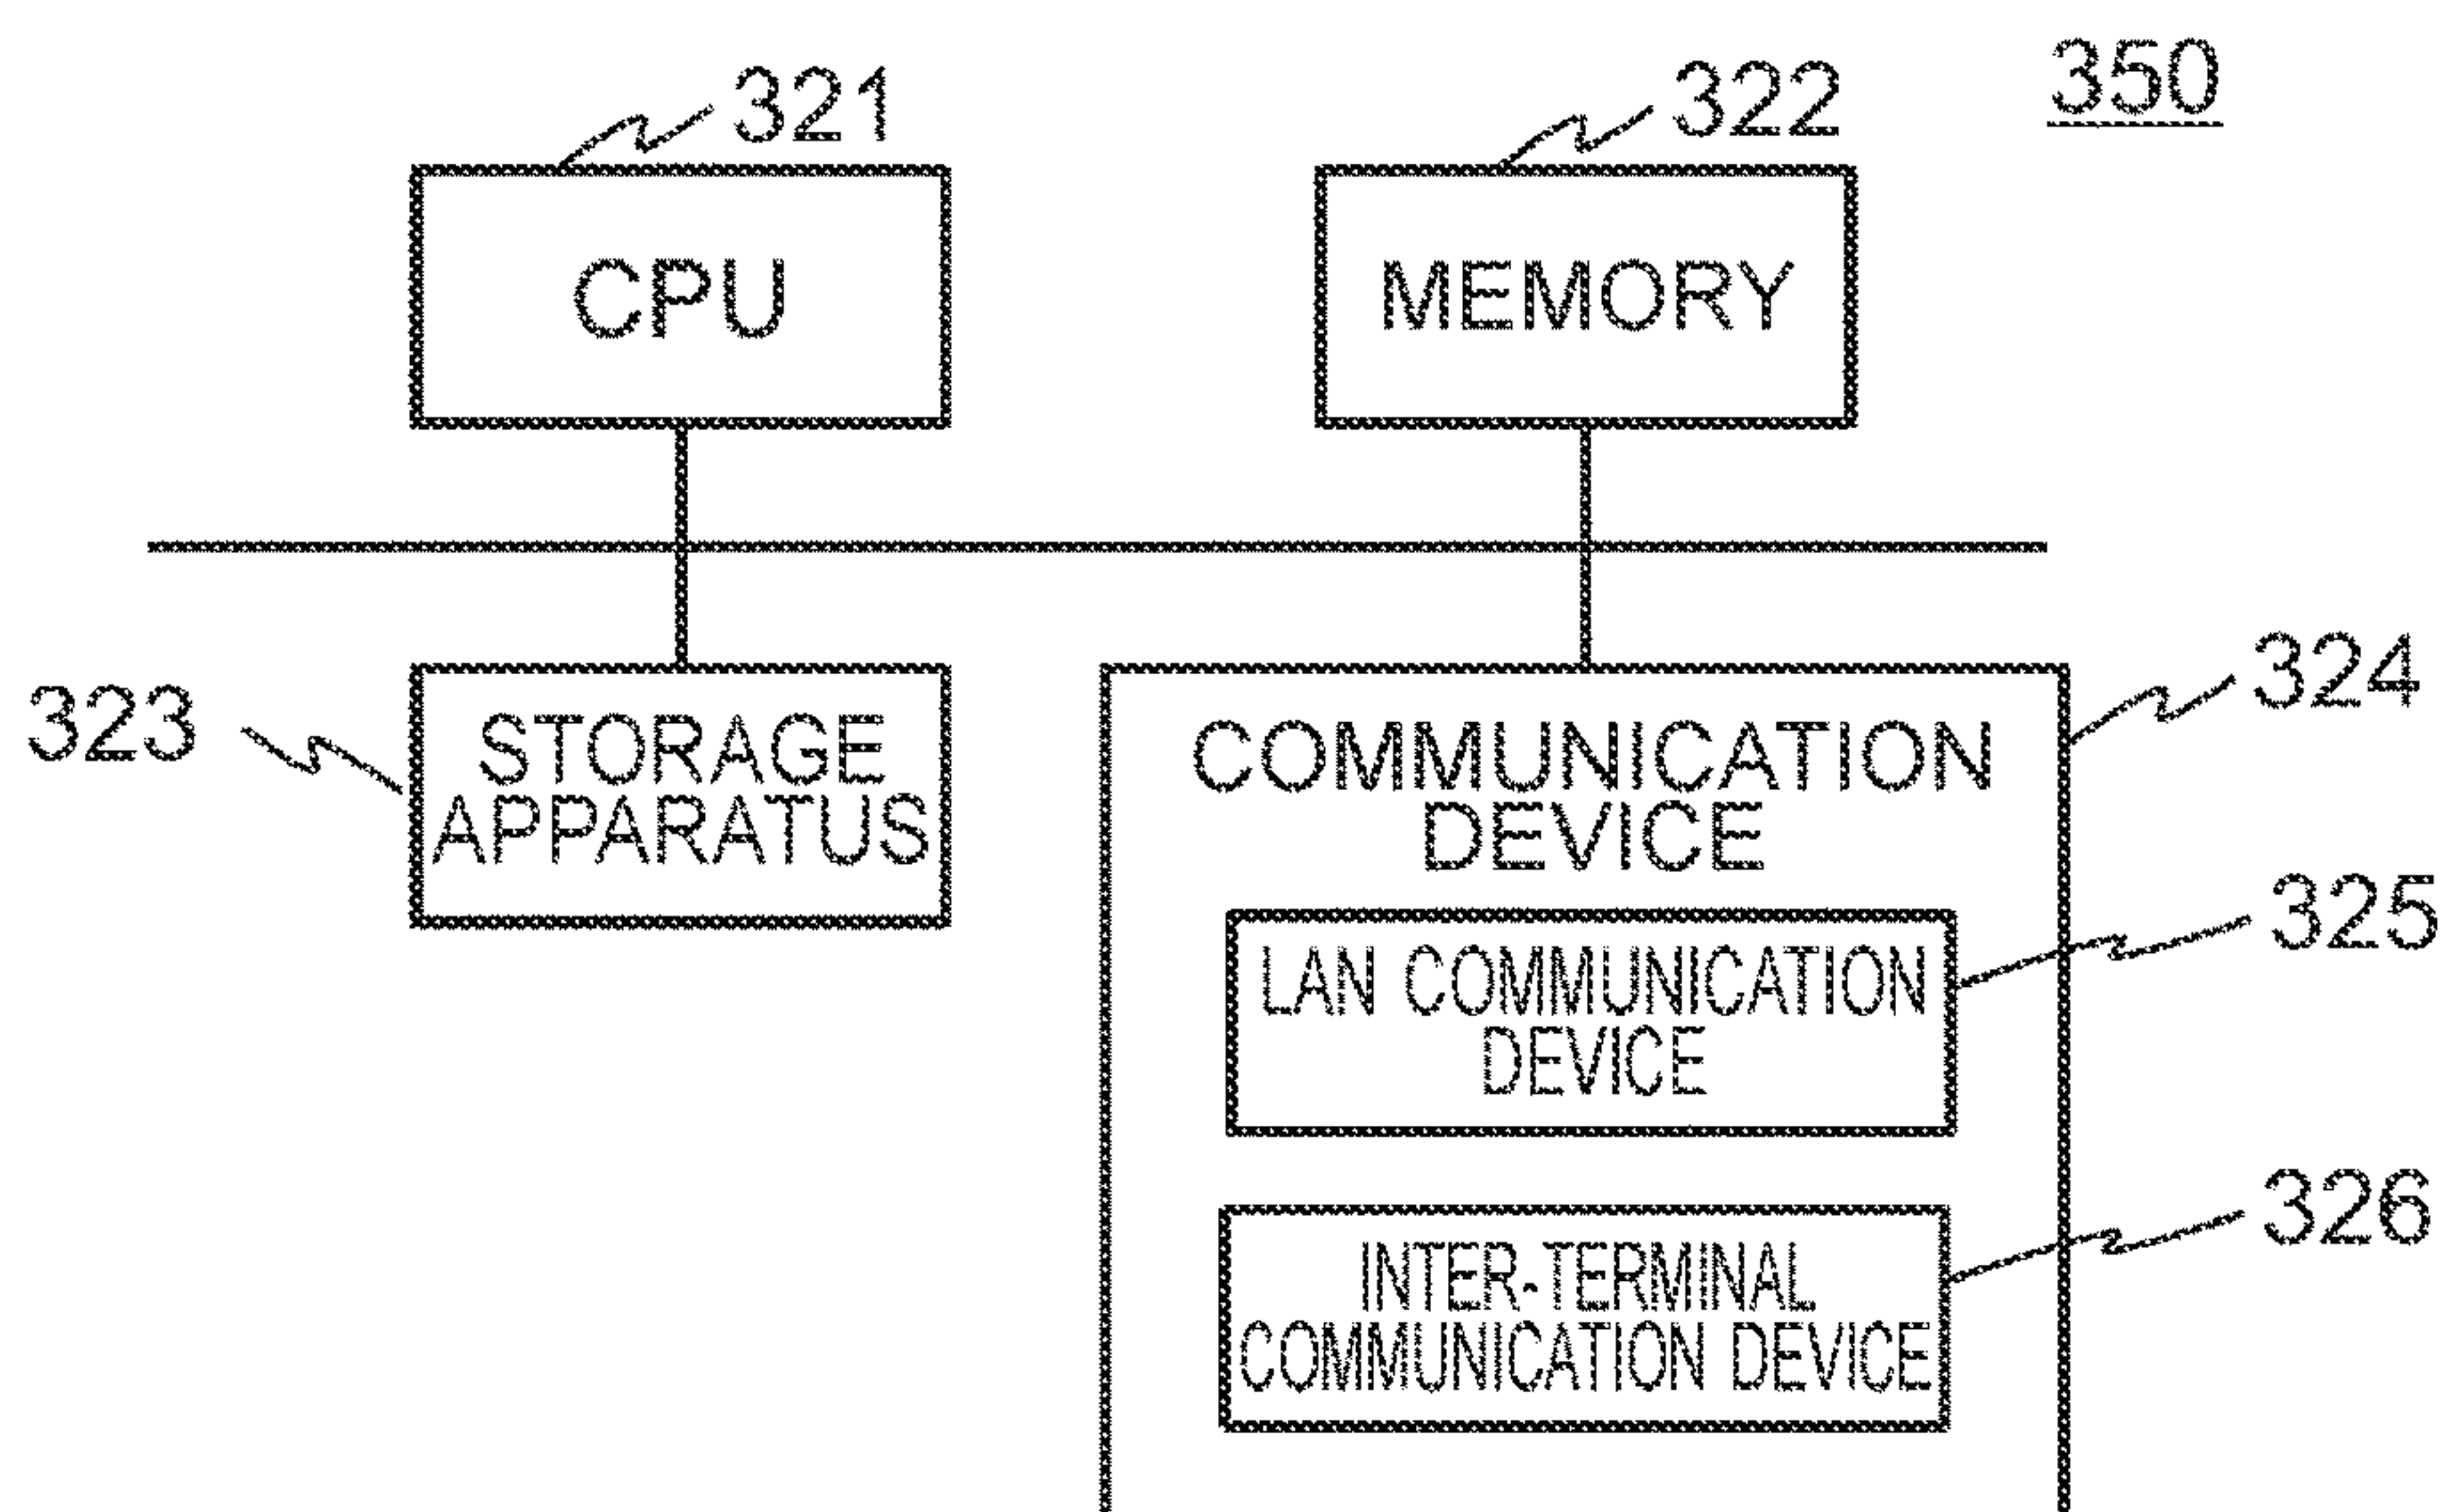 350
321
322
CPU
MEMORY
323
STORAGE
APPARATUS
324
COMMUNICATION
DEVICE
325
LAN COMMUNICATION
DEVICE
326
INTER-TERMINAL
COMMUNICATION DEVICE